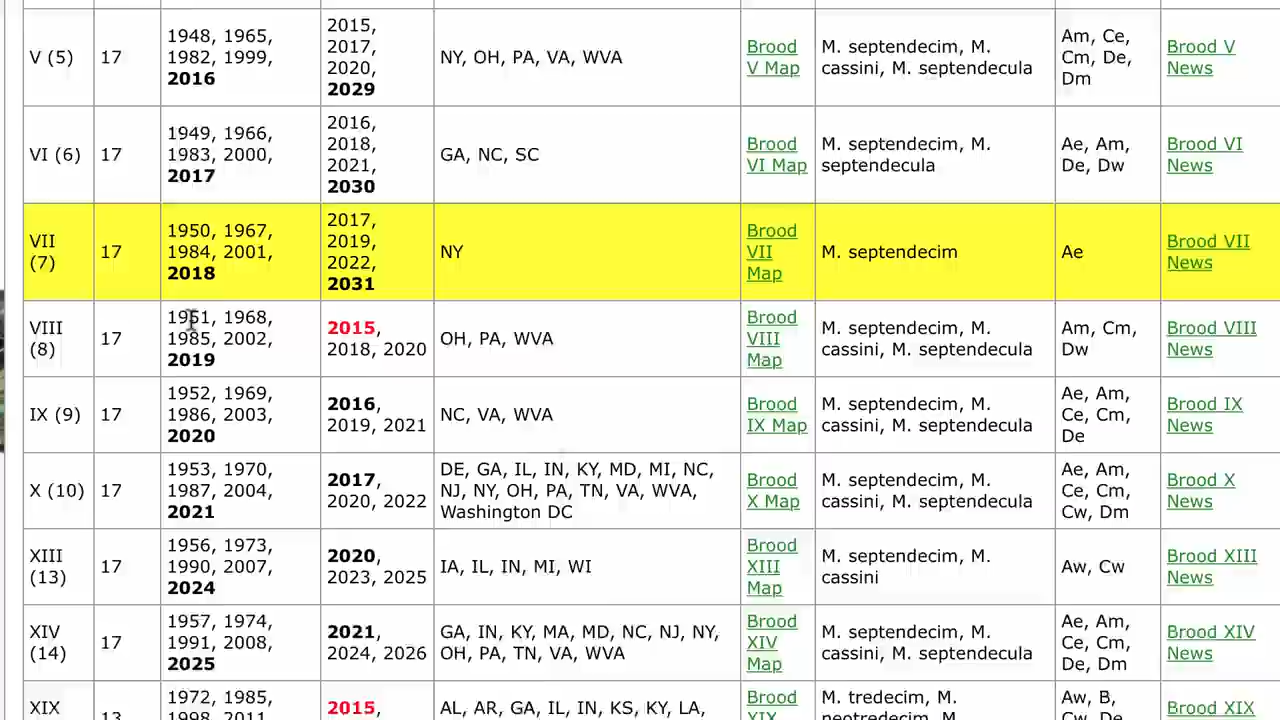 V (5) 17 1948, 1965, 1982, 1999, 2016 2015, 2017, 2020, 2029 NY, OH, PA, VA, WVA Brood V Map M. septendecim, M. cassini, M. septendecula Am, Ce, Cm, De, Dm Brood V News
VI (6) 17 1949, 1966, 1983, 2000, 2017 2016, 2018, 2021, 2030 GA, NC, SC Brood VI Map M. septendecim, M. septendecula Ae, Am, De, Dw Brood VI News
VII (7) 17 1950, 1967, 1984, 2001, 2018 2017, 2019, 2022, 2031 NY Brood VII Map M. septendecim Ae Brood VII News
VIII (8) 17 1951, 1968, 1985, 2002, 2019 2015, 2018, 2020 OH, PA, WVA Brood VIII Map M. septendecim, M. cassini, M. septendecula Am, Cm, Dw Brood VIII News
IX (9) 17 1952, 1969, 1986, 2003, 2020 2016, 2019, 2021 NC, VA, WVA Brood IX Map M. septendecim, M. cassini, M. septendecula Ae, Am, Ce, Cm, De Brood IX News
X (10) 17 1953, 1970, 1987, 2004, 2021 2017, 2020, 2022 DE, GA, IL, IN, KY, MD, MI, NC, NJ, NY, OH, PA, TN, VA, WVA, Washington DC Brood X Map M. septendecim, M. cassini, M. septendecula Ae, Am, Ce, Cm, Cw, Dm Brood X News
XIII (13) 17 1956, 1973, 1990, 2007, 2024 2020, 2023, 2025 IA, IL, IN, MI, WI Brood XIII Map M. septendecim, M. cassini Aw, Cw Brood XIII News
XIV (14) 17 1957, 1974, 1991, 2008, 2025 2021, 2024, 2026 GA, IN, KY, MA, MD, NC, NJ, NY, OH, PA, TN, VA, WVA Brood XIV Map M. septendecim, M. cassini, M. septendecula Ae, Am, Ce, Cm, De, Dm Brood XIV News
XIX 13 1972, 1985, 1998, 2011, 2015, AL, AR, GA, IL, IN, KS, KY, LA, Brood XIX M. tredecim, M. neotredecim, M. Aw, B, Cw, De, Brood XIX